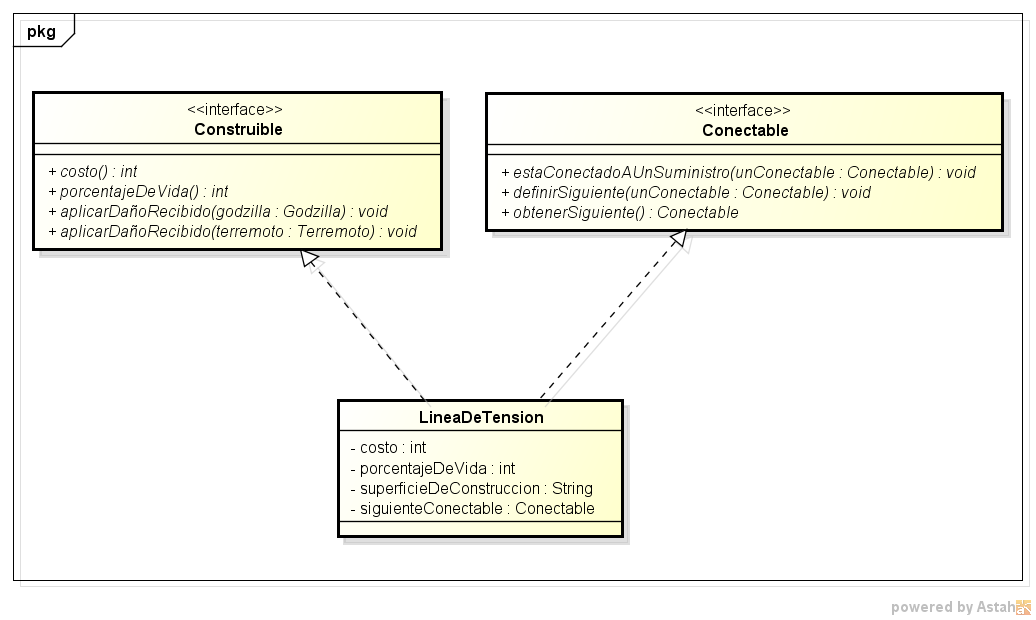 pkg
<<interface>>
Construible
+ costo() : int
+ porcentajeDeVida() : int
+ aplicarDañoRecibido(godzilla : Godzilla) : void
+ aplicarDañoRecibido(terremoto : Terremoto) : void
<<interface>>
Conectable
+ estaConectadoAUnSuministro(unConectable : Conectable) : void
+ definirSiguiente(unConectable : Conectable) : void
+ obtenerSiguiente() : Conectable
LineaDeTension
- costo : int
- porcentajeDeVida : int
- superficieDeConstruccion : String
- siguienteConectable : Conectable
powered by Astah